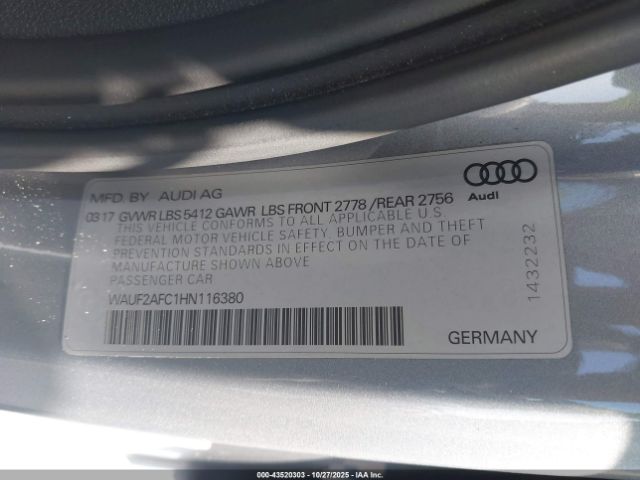 MFD. BY AUDI AG
Audi
0317 GVWR LBS 5412 GAWR LBS FRONT 2778 / REAR 2756
THIS VEHICLE CONFORMS TO ALL APPLICABLE U.S.
FEDERAL MOTOR VEHICLE SAFETY, BUMPER AND THEFT
PREVENTION STANDARDS IN EFFECT ON THE DATE OF
MANUFACTURE SHOWN ABOVE
PASSENGER CAR
WAUF2AFC1HN116380
1432232
GERMANY
000-43520303 | 10/27/2025 - IAA, Inc.